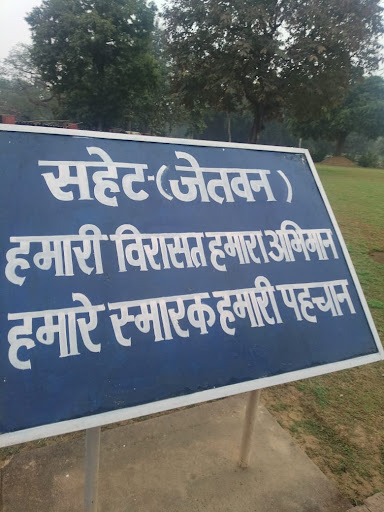 सहेट-(जेतवन )
हमारी विरासत हमारा अभिमान
हमारे स्मारक हमारी पहचान